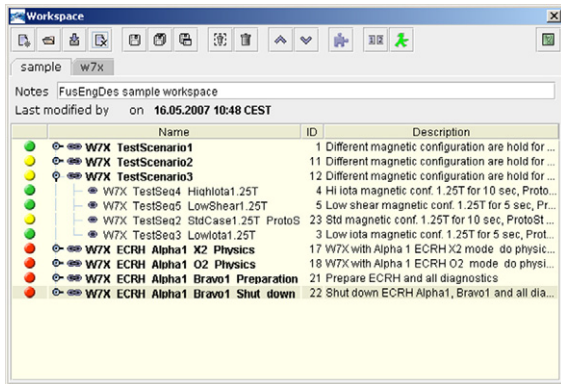 Workspace
sample w7x
Notes FusEngDes sample workspace
Last modified by on 16.05.2007 10:48 CEST
Name ID Description
W7X TestScenario1 1 Different magnetic configuration are hold for ...
W7X TestScenario2 11 Different magnetic configuration are hold for ...
W7X TestScenario3 12 Different magnetic configuration are hold for ...
W7X TestSeq4 HighIota1.25T 4 Hi iota magnetic conf. 1.25T for 10 sec, Proto...
W7X TestSeq5 LowShear1.25T 5 Low shear magnetic conf. 1.25T for 5 sec, Pr...
W7X TestSeq2 StdCase1.25T ProtoS 23 Std magnetic conf. 1.25T for 10 sec, ProtoSt ...
W7X TestSeq3 LowIota1.25T 3 Low iota magnetic conf. 1.25T for 5 sec, Prot...
W7X ECRH Alpha1 X2 Physics 17 W7X with Alpha 1 ECRH X2 mode do physic...
W7X ECRH Alpha1 O2 Physics 18 W7X with Alpha 1 ECRH O2 mode do physi...
W7X ECRH Alpha1 Bravo1 Preparation 21 Prepare ECRH and all diagnostics
W7X ECRH Alpha1 Bravo1 Shut down 22 Shut down ECRH Alpha1, Bravo1 and all dia...